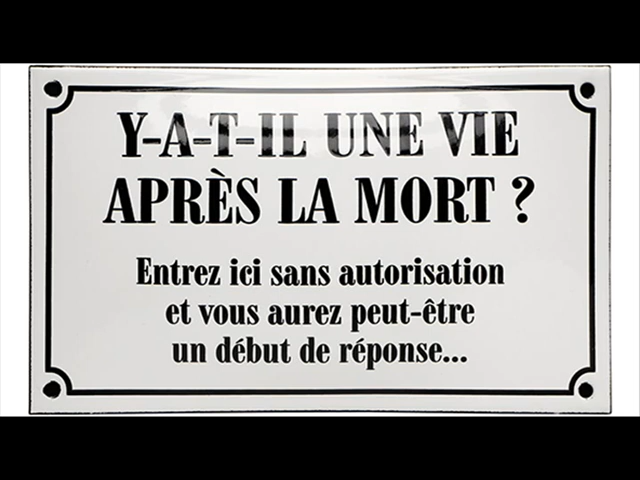 Y-A-T-IL UNE VIE
APRÈS LA MORT ?
Entrez ici sans autorisation
et vous aurez peut-être
un début de réponse...